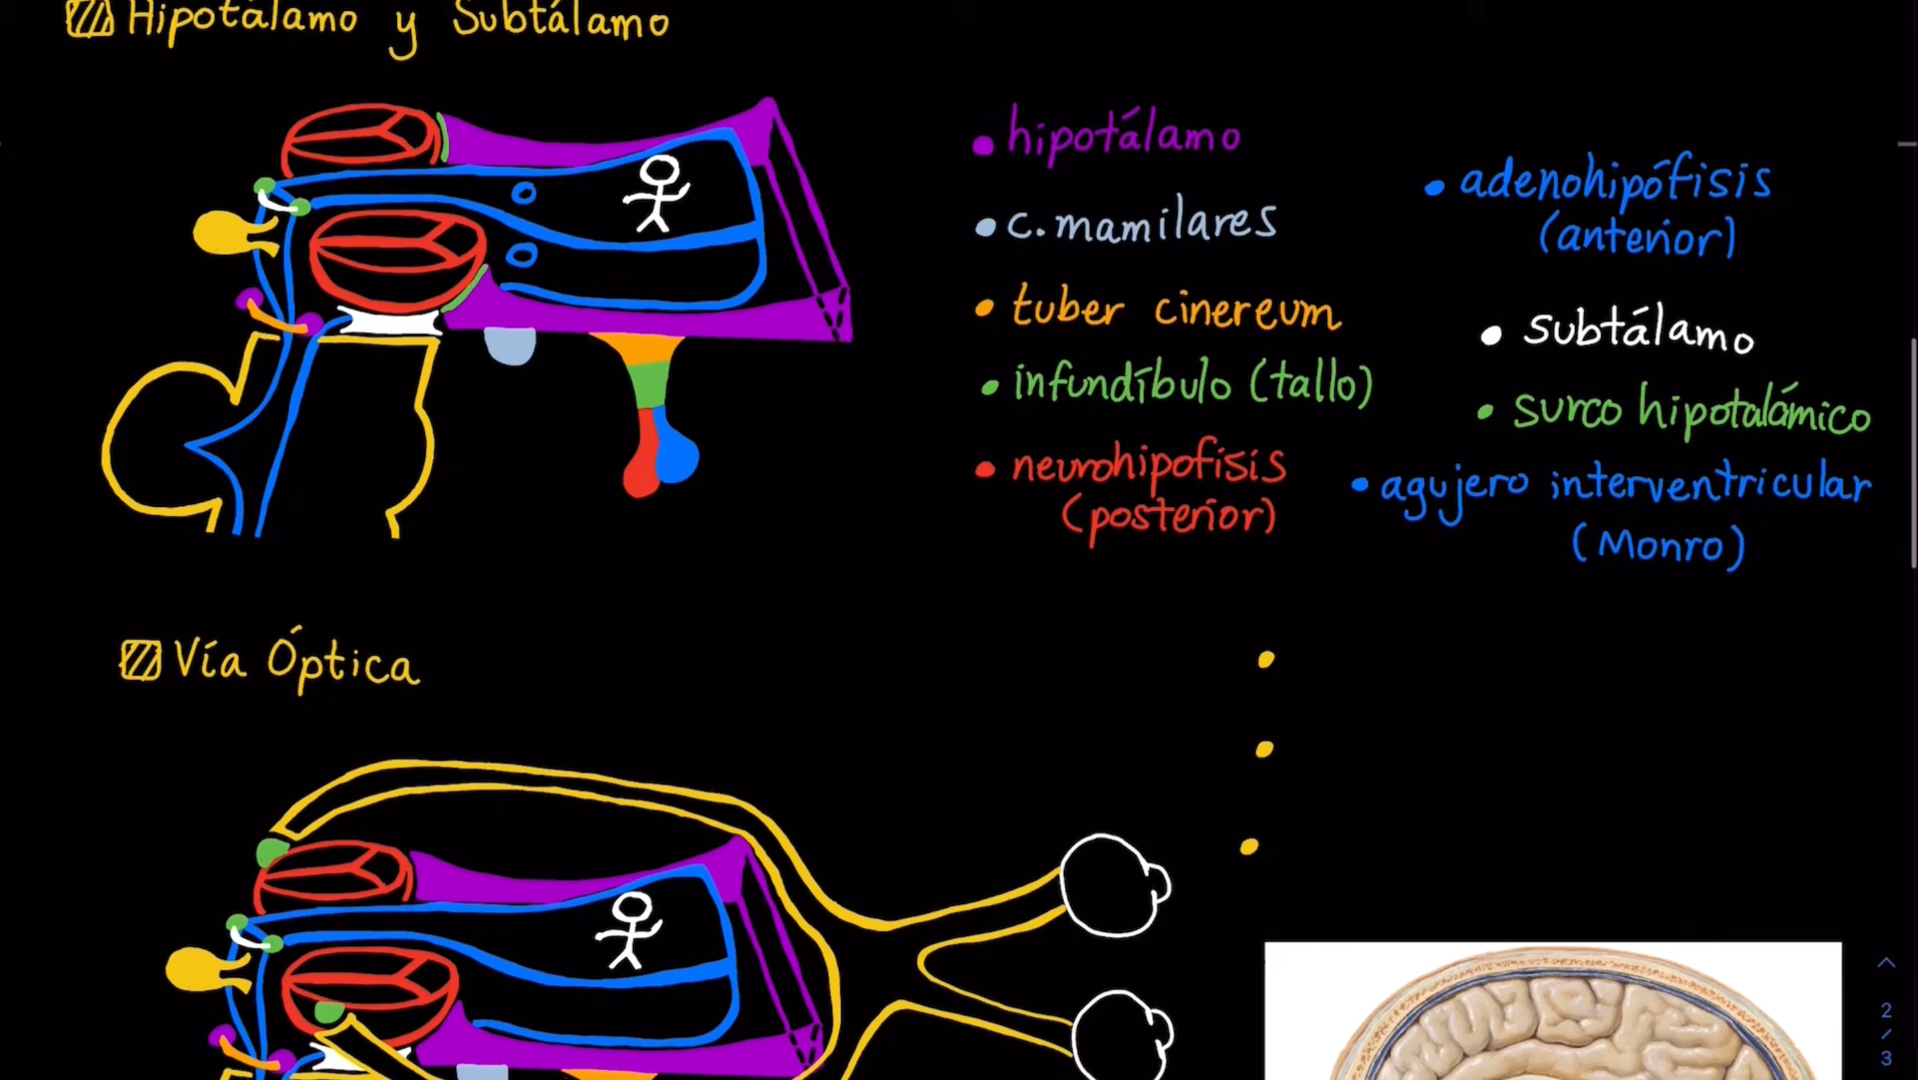 Hipotálamo y Subtálamo
• hipotálamo
• c. mamilares
• tuber cinereum
• infundíbulo (tallo)
• neurohipofisis
(posterior)
• adenohipófisis
(anterior)
• subtálamo
• surco hipotalámico
• agujero interventricular
(Monro)
Vía Óptica
2
/
3